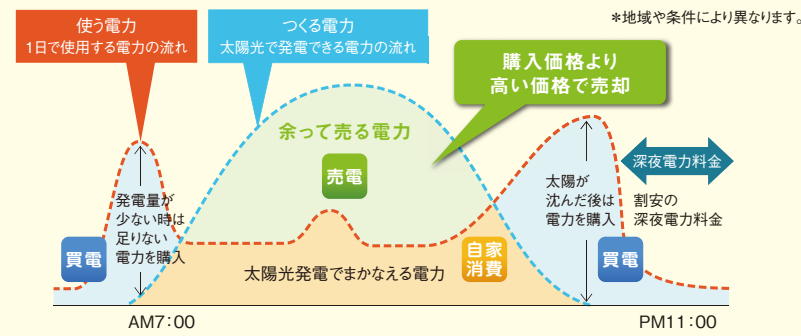 使う電力
1日で使用する電力の流れ
つくる電力
太陽光で発電できる電力の流れ
＊地域や条件により異なります。
購入価格より
高い価格で売却
余って売る電力
売電
深夜電力料金
発電量が
少ない時は
足りない
電力を購入
太陽が
沈んだ後は
電力を購入
割安の
深夜電力料金
買電
太陽光発電でまかなえる電力
自家
消費
買電
AM7：00
PM11：00